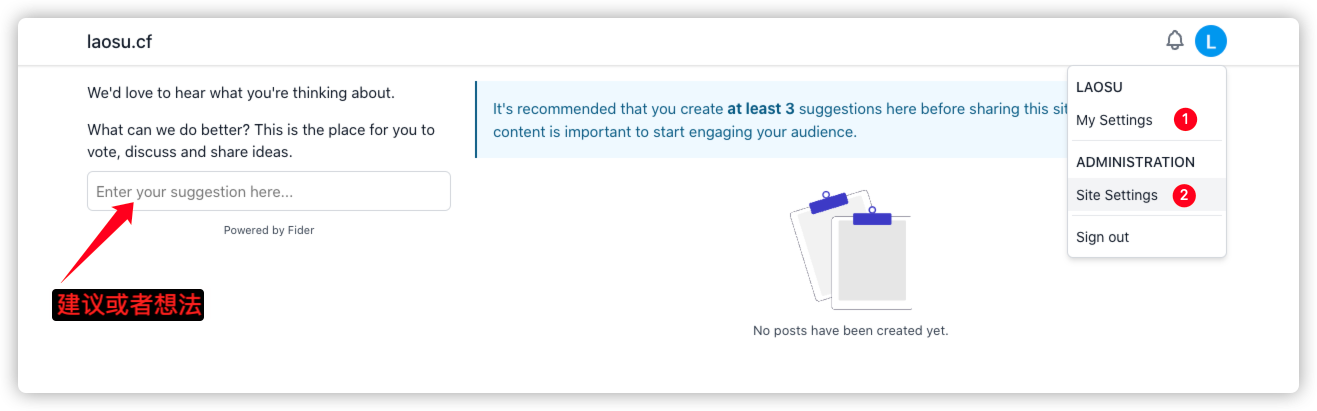 laosu.cf
L
We'd love to hear what you're thinking about.
What can we do better? This is the place for you to
vote, discuss and share ideas.
Enter your suggestion here...
Powered by Fider
建议或者想法
It's recommended that you create at least 3 suggestions here before sharing this sit
content is important to start engaging your audience.
No posts have been created yet.
LAOSU
My Settings 1
ADMINISTRATION
Site Settings 2
Sign out